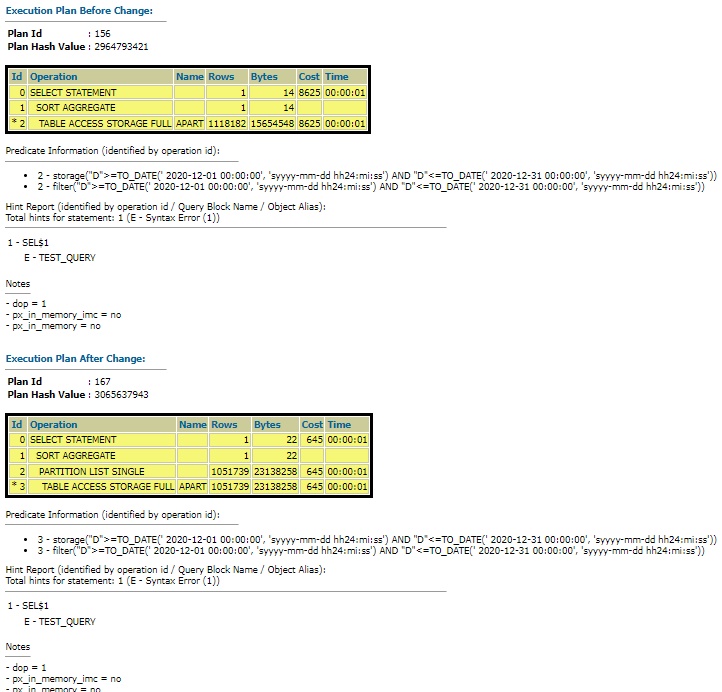 Execution Plan Before Change:
Plan Id : 156
Plan Hash Value : 2964793421
Id Operation Name Rows Bytes Cost Time
0 SELECT STATEMENT 1 14 8625 00:00:01
1 SORT AGGREGATE 1 14
* 2 TABLE ACCESS STORAGE FULL APART 1118182 15654548 8625 00:00:01
Predicate Information (identified by operation id):
• 2 - storage("D">=TO_DATE(' 2020-12-01 00:00:00', 'syyyy-mm-dd hh24:mi:ss') AND "D"<=TO_DATE(' 2020-12-31 00:00:00', 'syyyy-mm-dd hh24:mi:ss'))
• 2 - filter("D">=TO_DATE(' 2020-12-01 00:00:00', 'syyyy-mm-dd hh24:mi:ss') AND "D"<=TO_DATE(' 2020-12-31 00:00:00', 'syyyy-mm-dd hh24:mi:ss'))
Hint Report (identified by operation id / Query Block Name / Object Alias):
Total hints for statement: 1 (E - Syntax Error (1))
1 - SEL$1
E - TEST_QUERY
Notes
- dop = 1
- px_in_memory_imc = no
- px_in_memory = no
Execution Plan After Change:
Plan Id : 167
Plan Hash Value : 3065637943
Id Operation Name Rows Bytes Cost Time
0 SELECT STATEMENT 1 22 645 00:00:01
1 SORT AGGREGATE 1 22
2 PARTITION LIST SINGLE 1051739 23138258 645 00:00:01
* 3 TABLE ACCESS STORAGE FULL APART 1051739 23138258 645 00:00:01
Predicate Information (identified by operation id):
• 3 - storage("D">=TO_DATE(' 2020-12-01 00:00:00', 'syyyy-mm-dd hh24:mi:ss') AND "D"<=TO_DATE(' 2020-12-31 00:00:00', 'syyyy-mm-dd hh24:mi:ss'))
• 3 - filter("D">=TO_DATE(' 2020-12-01 00:00:00', 'syyyy-mm-dd hh24:mi:ss') AND "D"<=TO_DATE(' 2020-12-31 00:00:00', 'syyyy-mm-dd hh24:mi:ss'))
Hint Report (identified by operation id / Query Block Name / Object Alias):
Total hints for statement: 1 (E - Syntax Error (1))
1 - SEL$1
E - TEST_QUERY
Notes
- dop = 1
- px_in_memory_imc = no
- px_in_memory = no